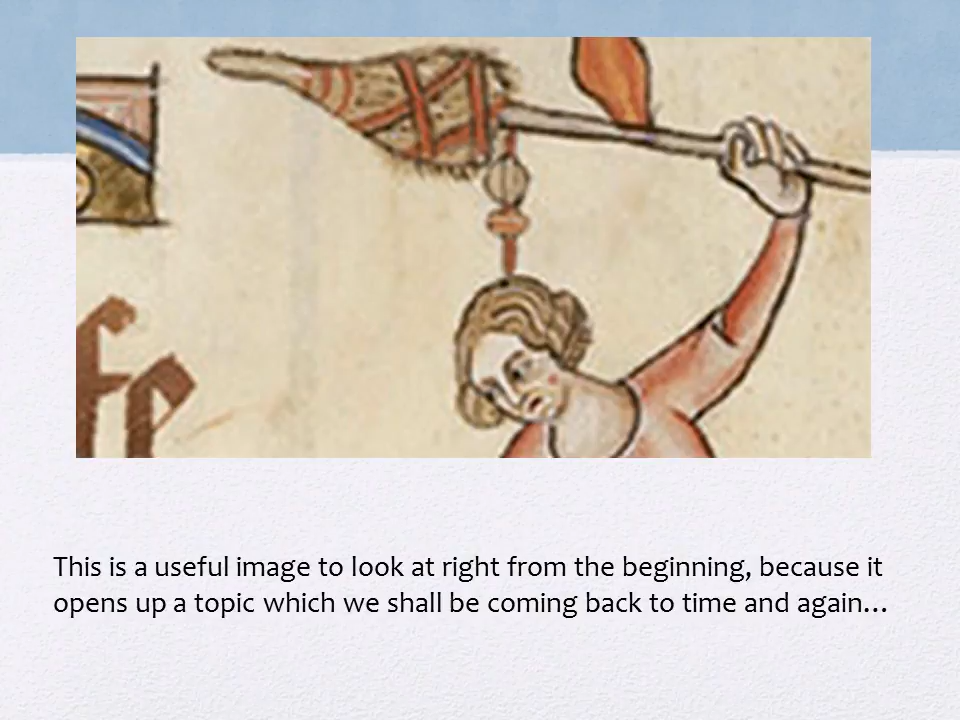 fe
This is a useful image to look at right from the beginning, because it
opens up a topic which we shall be coming back to time and again…